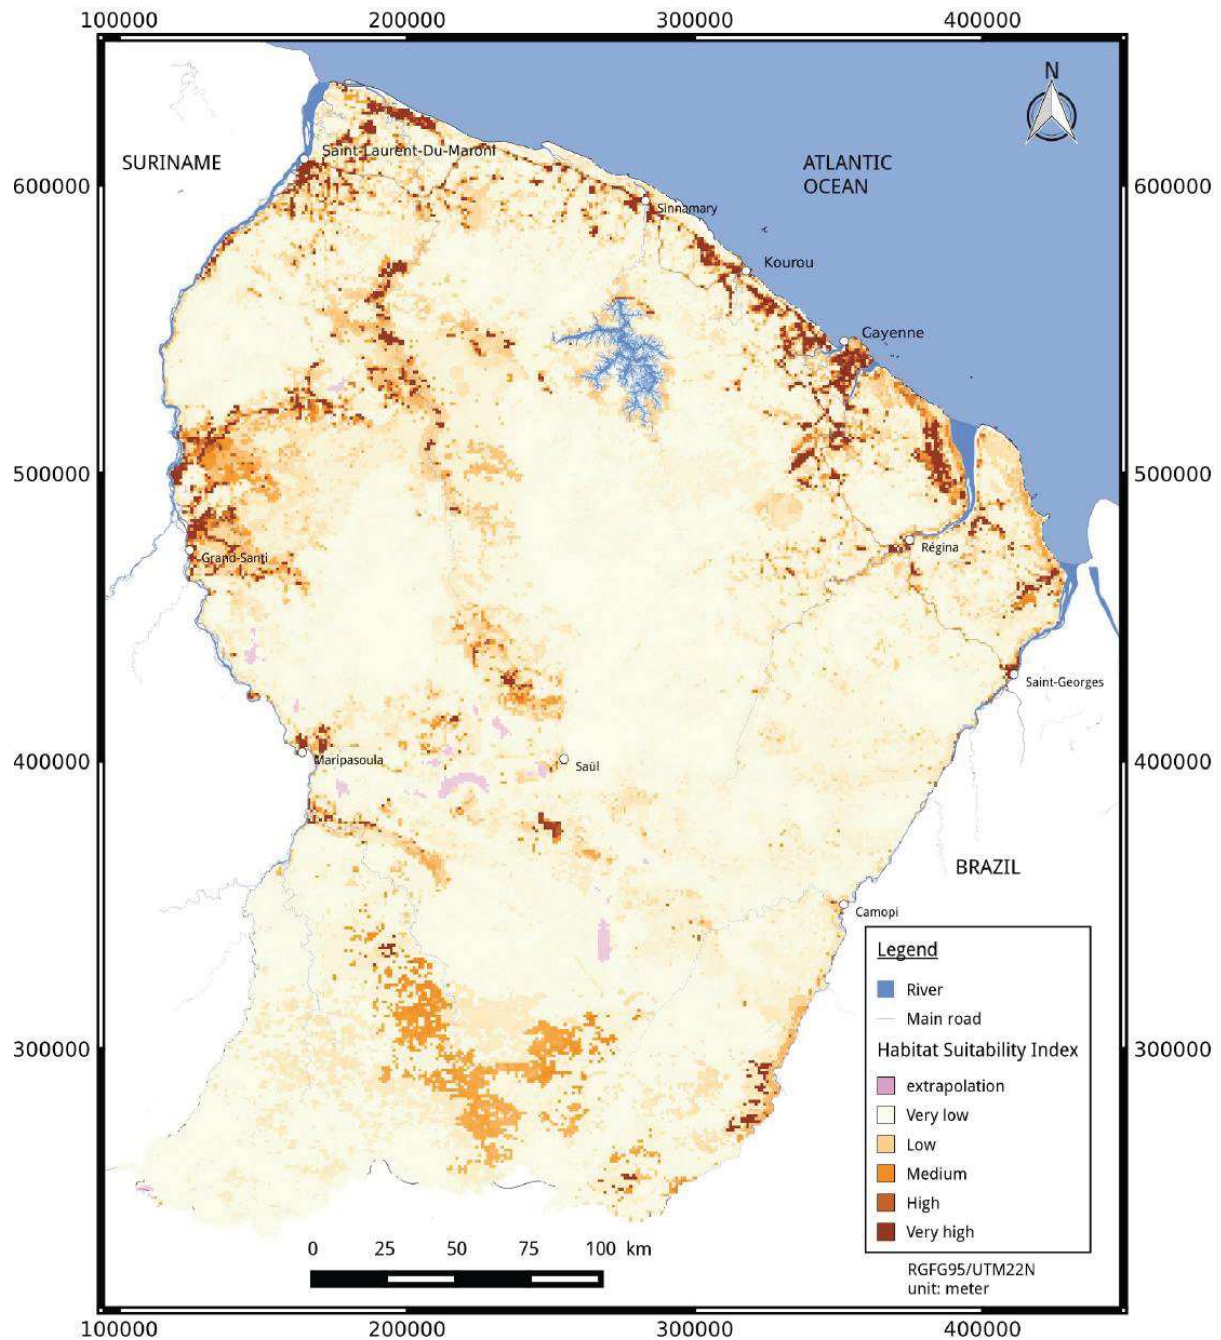 100000 200000 300000 400000
N
SURINAME
Saint-Laurent-Du-Maroni
ATLANTIC
OCEAN
600000 600000
Sinnamary
Kourou
Cayenne
500000 500000
Régina
Grand-Santi
Saint-Georges
Maripasoula
400000 400000
Saül
BRAZIL
Camopi
Legend
River
Main road
Habitat Suitability Index
300000 300000
extrapolation
Very low
Low
Medium
High
Very high
0 25 50 75 100 km
RGFG95/UTM22N
unit: meter
100000 200000 300000 400000